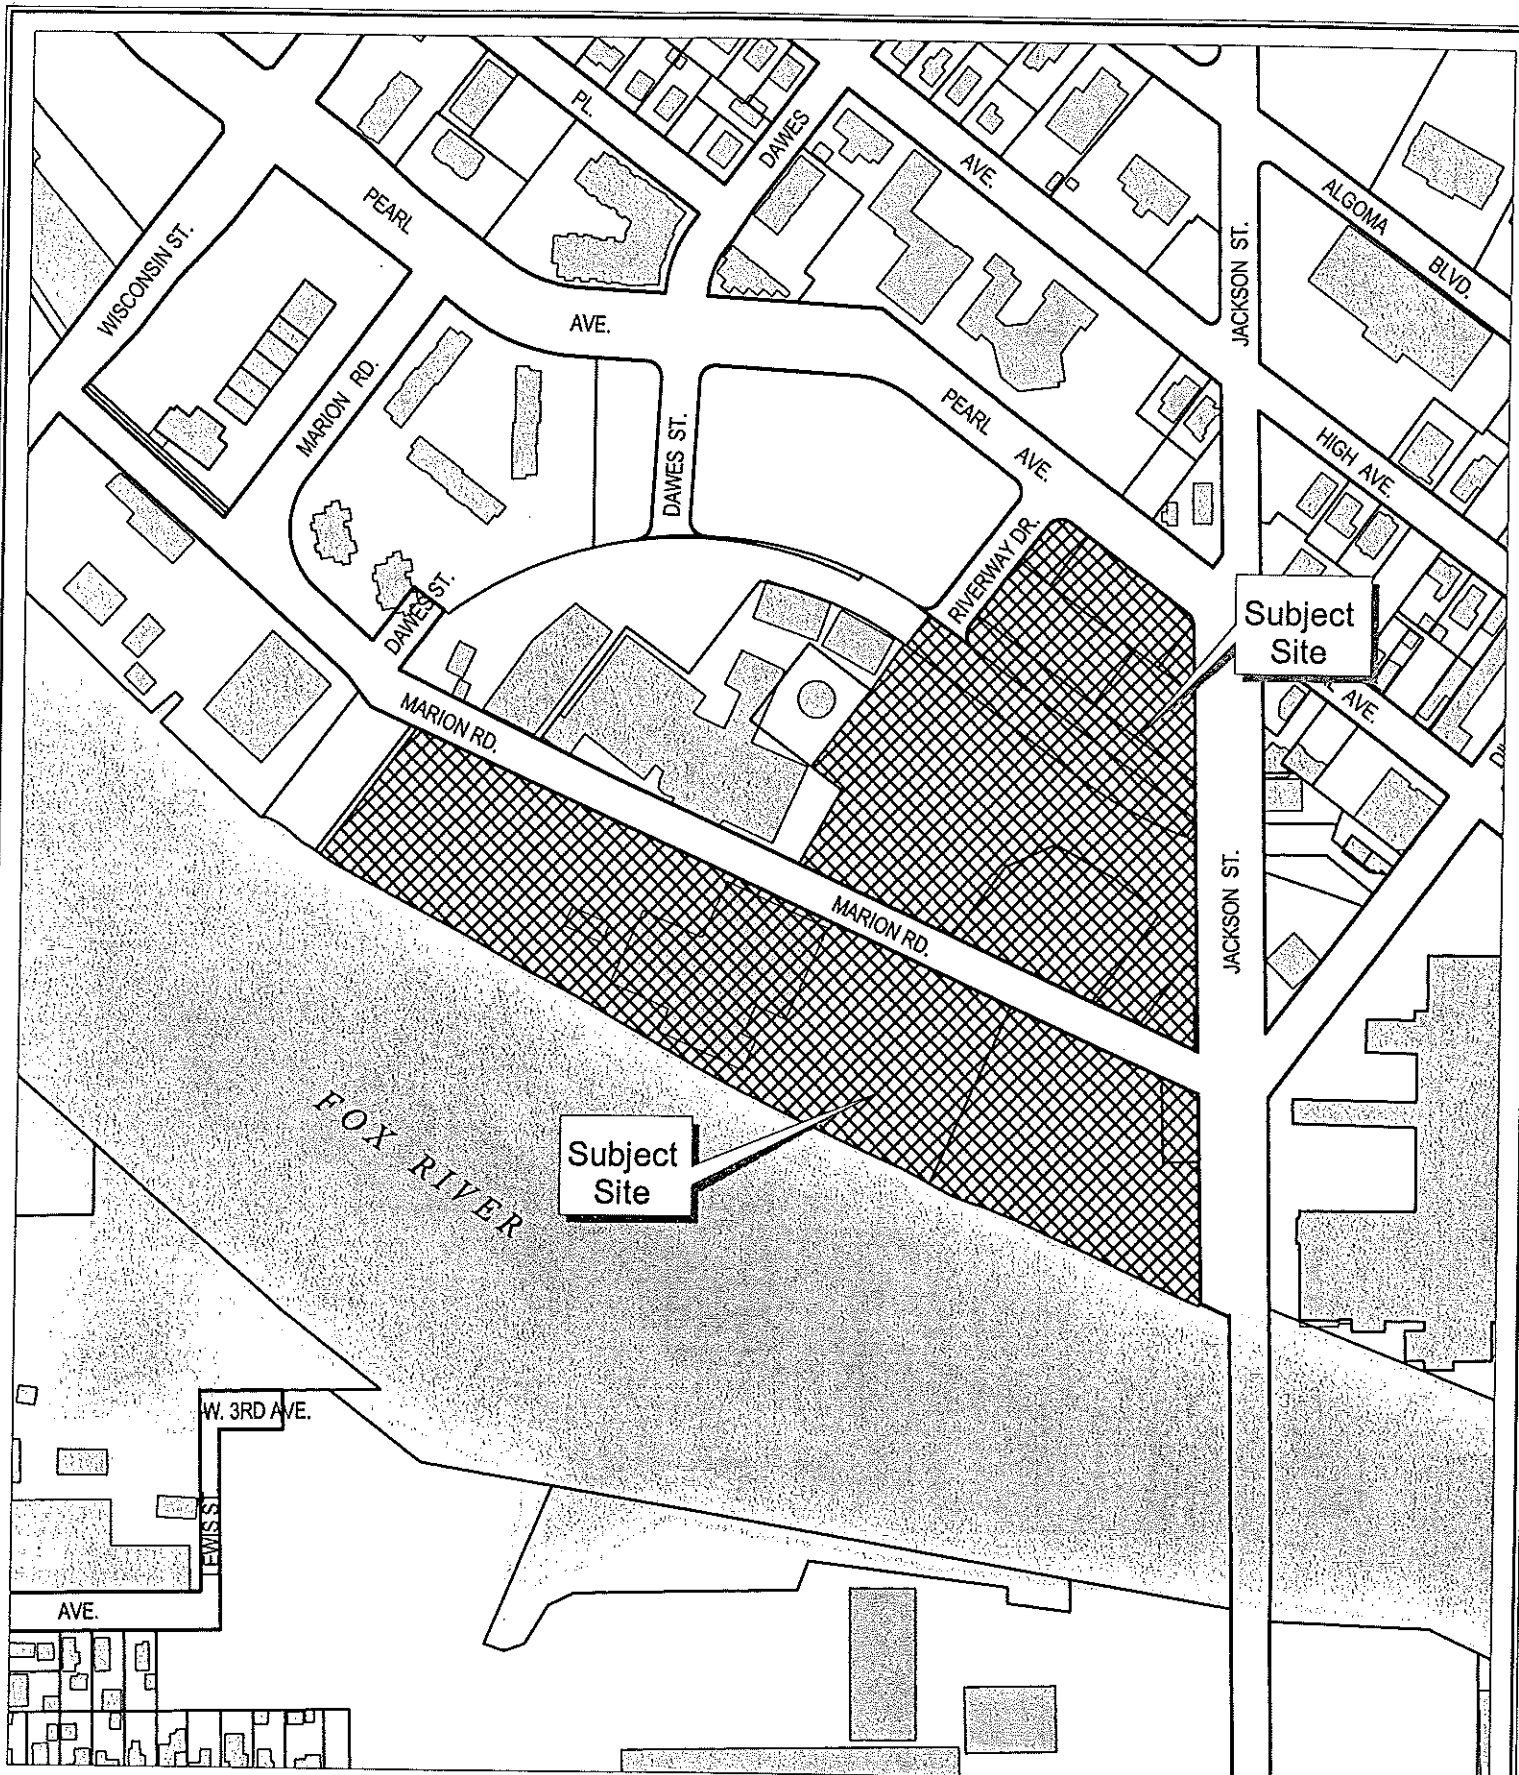 PL.
DAWES
AVE.
ALGOMA
BLVD.
PEARL
WISCONSIN ST.
JACKSON ST.
AVE.
MARION RD.
PEARL
AVE.
HIGH AVE.
DAWES ST.
RIVERWAY DR.
DAWES ST.
Subject
Site
AVE.
MARION RD.
MARION RD.
JACKSON ST.
FOX RIVER
Subject
Site
W. 3RD AVE.
AVE.